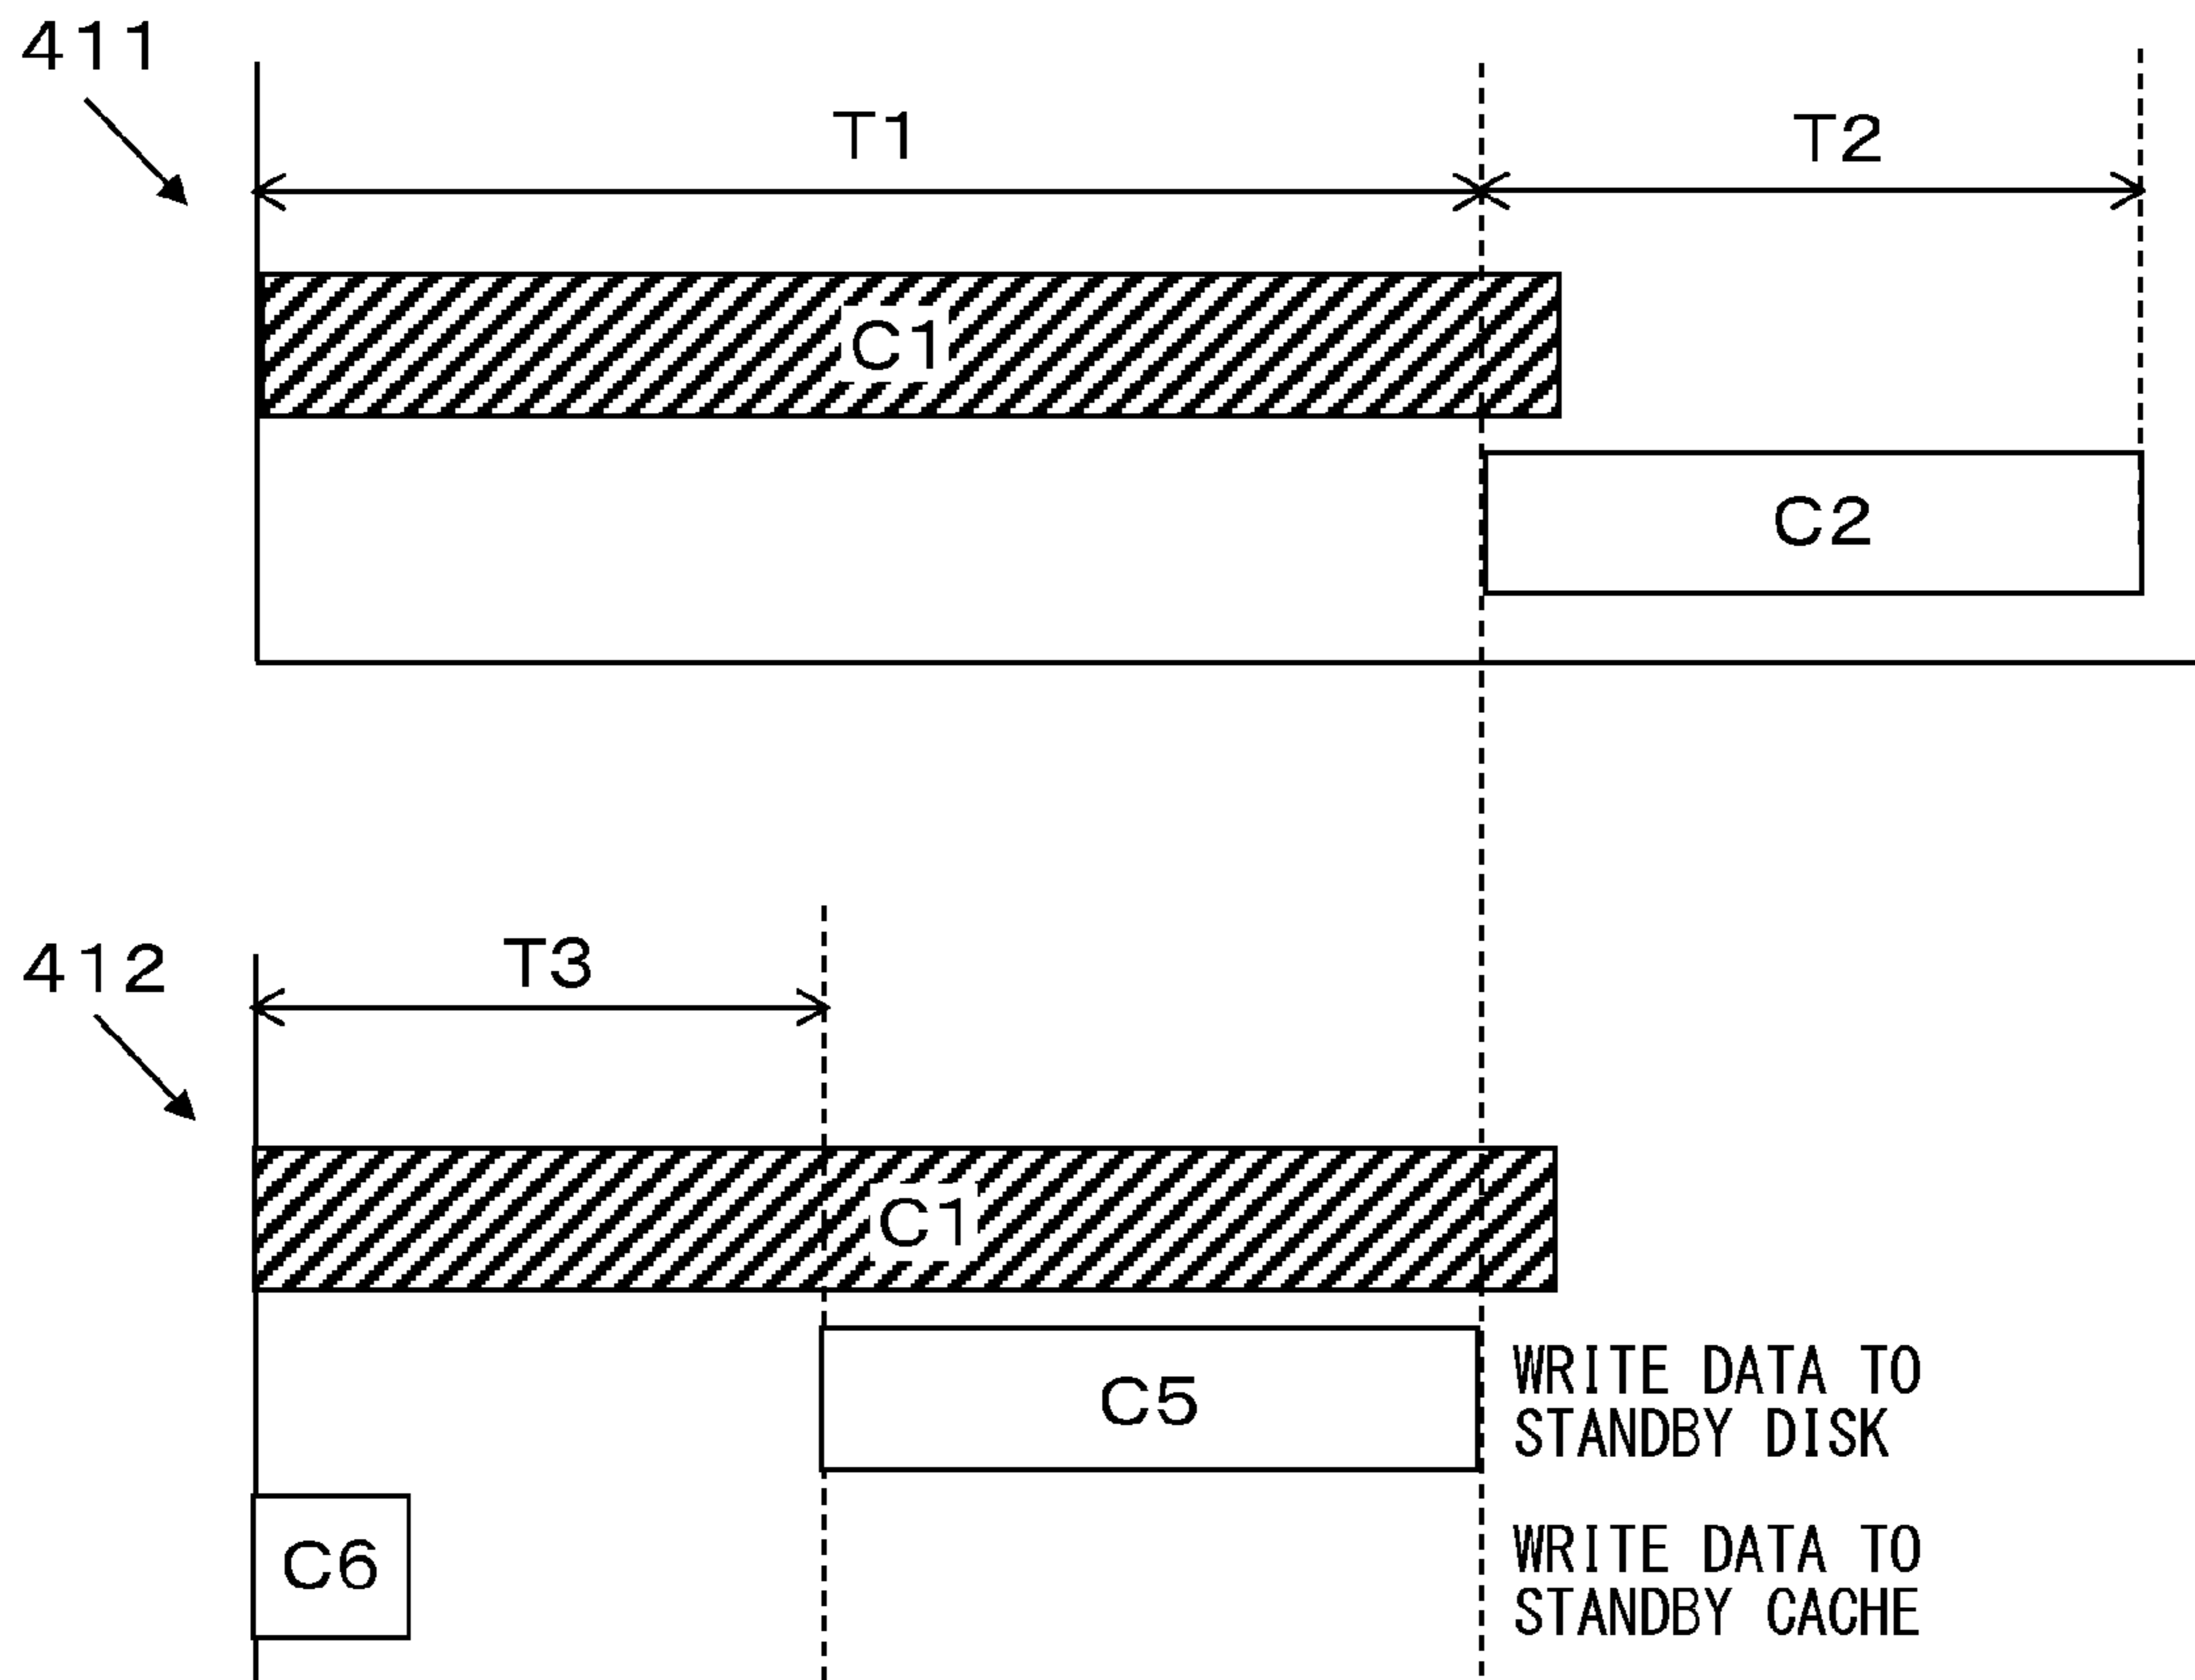 411
T1
T2
C1
C2
412
T3
C1
C5
WRITE DATA TO
STANDBY DISK
C6
WRITE DATA TO
STANDBY CACHE